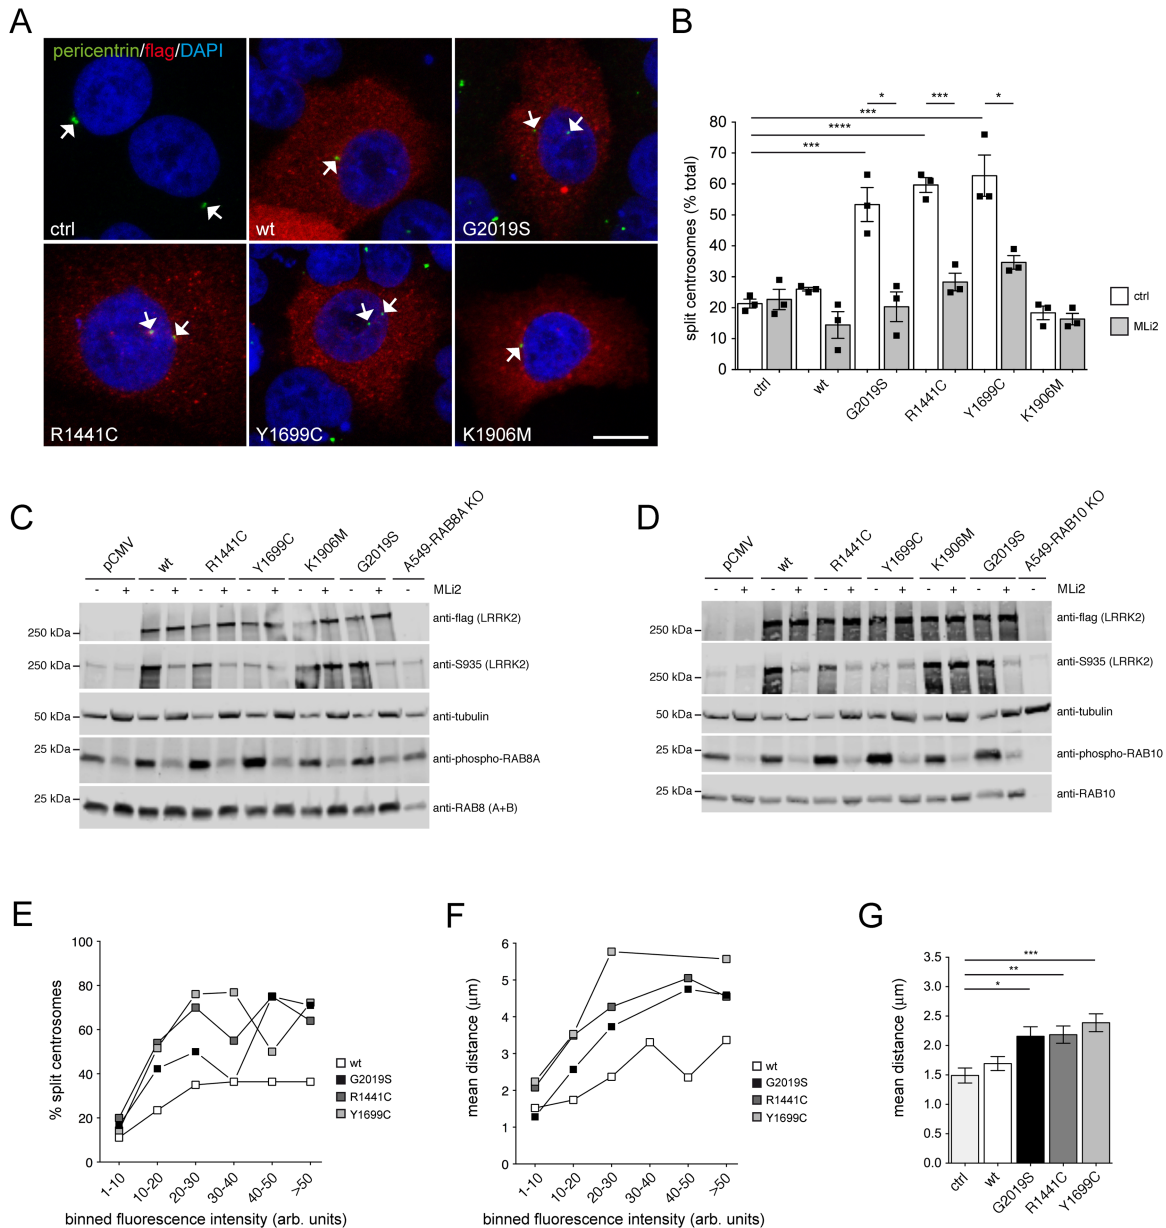 A
pericentrin/flag/DAPI
ctrl
wt
G2019S
R1441C
Y1699C
K1906M
B
* *** *
***
****
***
split centrosomes (% total)
80
70
60
50
40
30
20
10
0
ctrl
wt
G2019S
R1441C
Y1699C
K1906M
ctrl
MLi2
C
pCMV
wt
R1441C
Y1699C
K1906M
G2019S
A549-RAB8A KO
- + - + - + - + - + - + - MLi2
250 kDa anti-flag (LRRK2)
250 kDa anti-S935 (LRRK2)
50 kDa anti-tubulin
25 kDa anti-phospho-RAB8A
25 kDa anti-RAB8 (A+B)
D
pCMV
wt
R1441C
Y1699C
K1906M
G2019S
A549-RAB10 KO
- + - + - + - + - + - + - MLi2
250 kDa anti-flag (LRRK2)
250 kDa anti-S935 (LRRK2)
50 kDa anti-tubulin
25 kDa anti-phospho-RAB10
25 kDa anti-RAB10
E
% split centrosomes
100
80
60
40
20
0
1-10
10-20
20-30
30-40
40-50
>50
binned fluorescence intensity (arb. units)
wt
G2019S
R1441C
Y1699C
F
mean distance (μm)
6
5
4
3
2
1
0
1-10
10-20
20-30
30-40
40-50
>50
binned fluorescence intensity (arb. units)
wt
G2019S
R1441C
Y1699C
G
mean distance (μm)
3.5
3.0
2.5
2.0
1.5
1.0
0.5
0.0
***
**
*
ctrl
wt
G2019S
R1441C
Y1699C